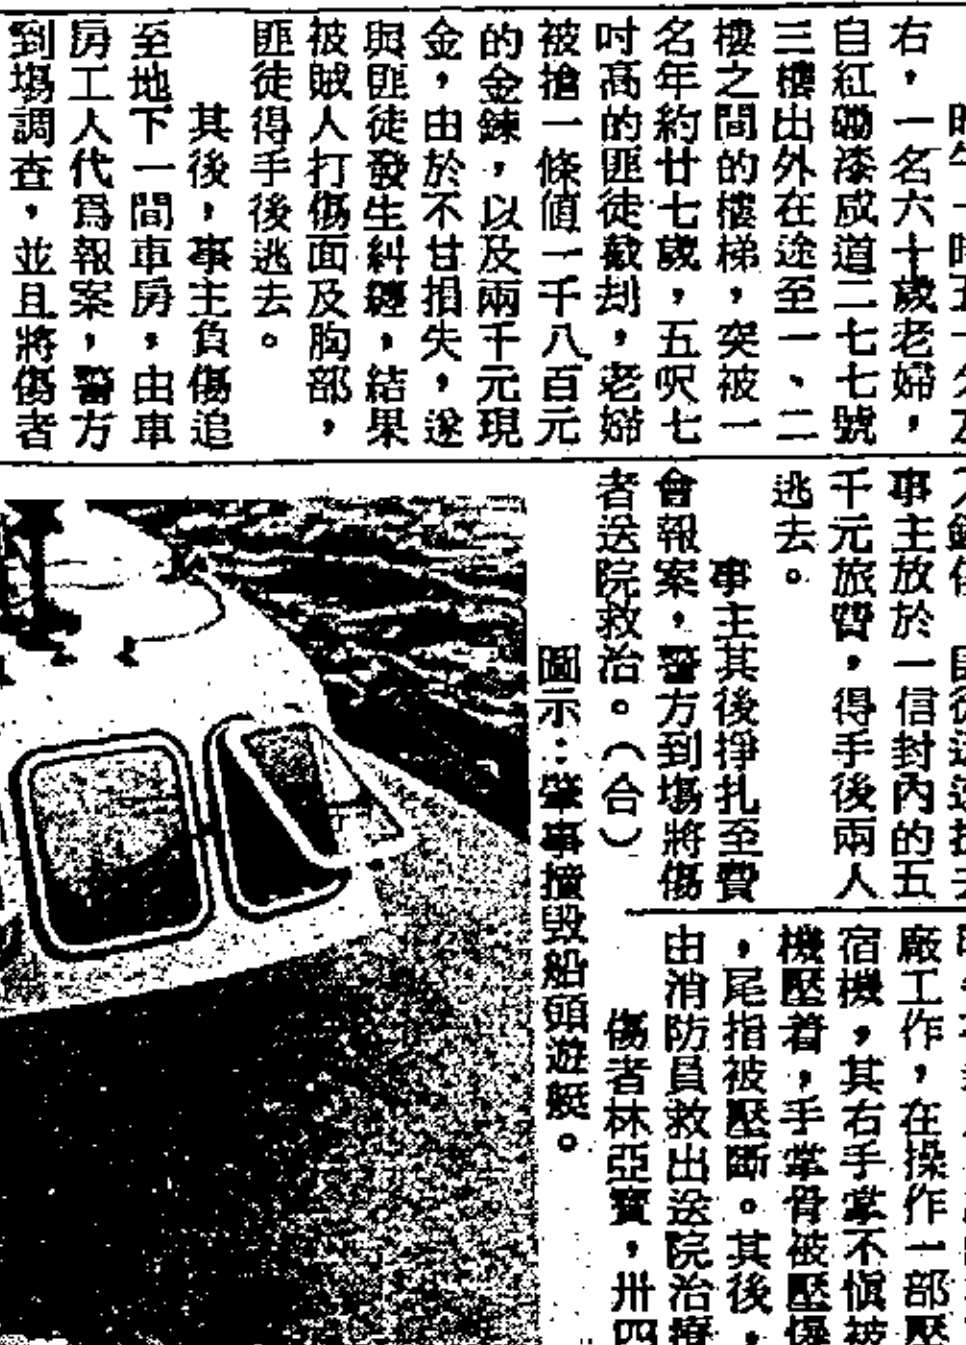 右，一名六十歲老婦，
自紅磡漆咸道二七七號
三樓出外在途至一、二
樓之間的樓梯，突被一
名年約廿七歲，五呎七
吋高的匪徒截刦，老婦
被搶一條值一千八百元
的金鍊，以及兩千元現
金，由於不甘損失，遂
與匪徒發生糾纏，結果
被賊人打傷面及胸部，
匪徒得手後逃去。
其後，事主負傷追
至地下一間車房，由車
房工人代爲報案，警方
到塲調查，並且將傷者
事主放於一信封內的五
千元旅費，得手後兩人
逃去。
事主其後掙扎至費
會報案，警方到塲將傷
者送院救治。（合）
圖示：肇事撞毀船頭遊艇。
廠工作，在操作一部壓
宿機，其右手掌不愼被
機壓着，手掌骨被壓傷
，尾指被壓斷。其後，
由消防員救出送院治療
傷者林亞寶，卅四